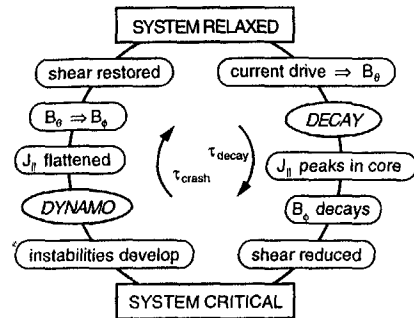 SYSTEM RELAXED
shear restored
current drive ⇒ B_θ
B_θ ⇒ B_ϕ
DECAY
J_∥ flattened
τ_crash
τ_decay
J_∥ peaks in core
DYNAMO
B_ϕ decays
instabilities develop
shear reduced
SYSTEM CRITICAL